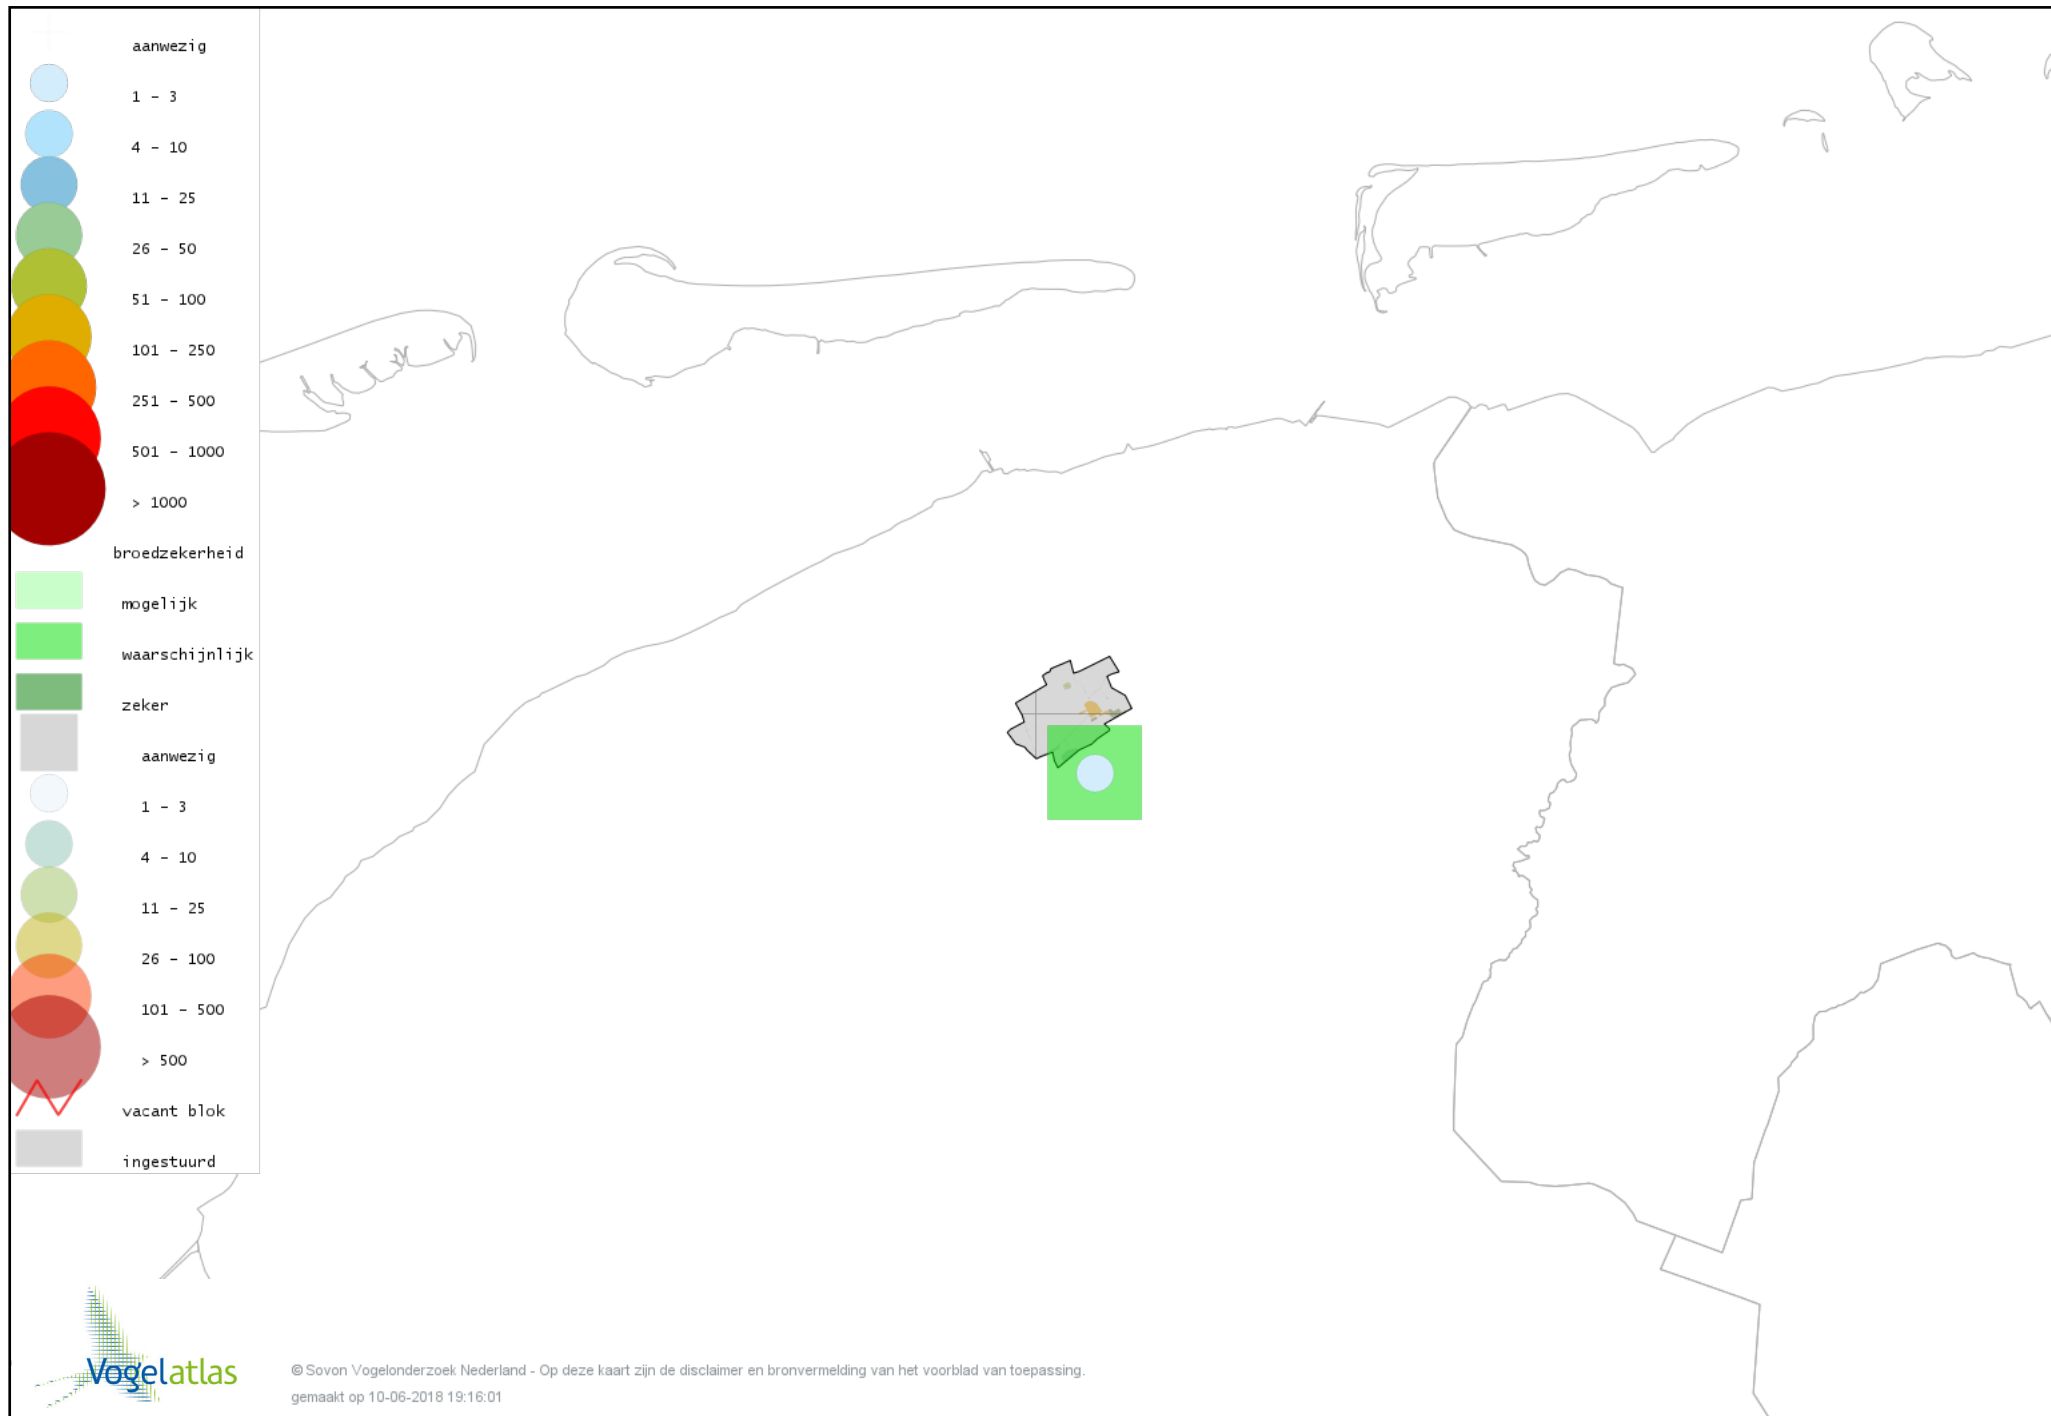 aanwezig
1 - 3
4 - 10
11 - 25
26 - 50
51 - 100
101 - 250
251 - 500
501 - 1000
> 1000
broedzekerheid
mogelijk
waarschijnlijk
zeker
aanwezig
1 - 3
4 - 10
11 - 25
26 - 100
101 - 500
> 500
vacant blok
ingestuurd
Vogelatlas
© Sovon Vogelonderzoek Nederland - Op deze kaart zijn de disclaimer en bronvermelding van het voorblad van toepassing.
gemaakt op 10-06-2018 19:16:01